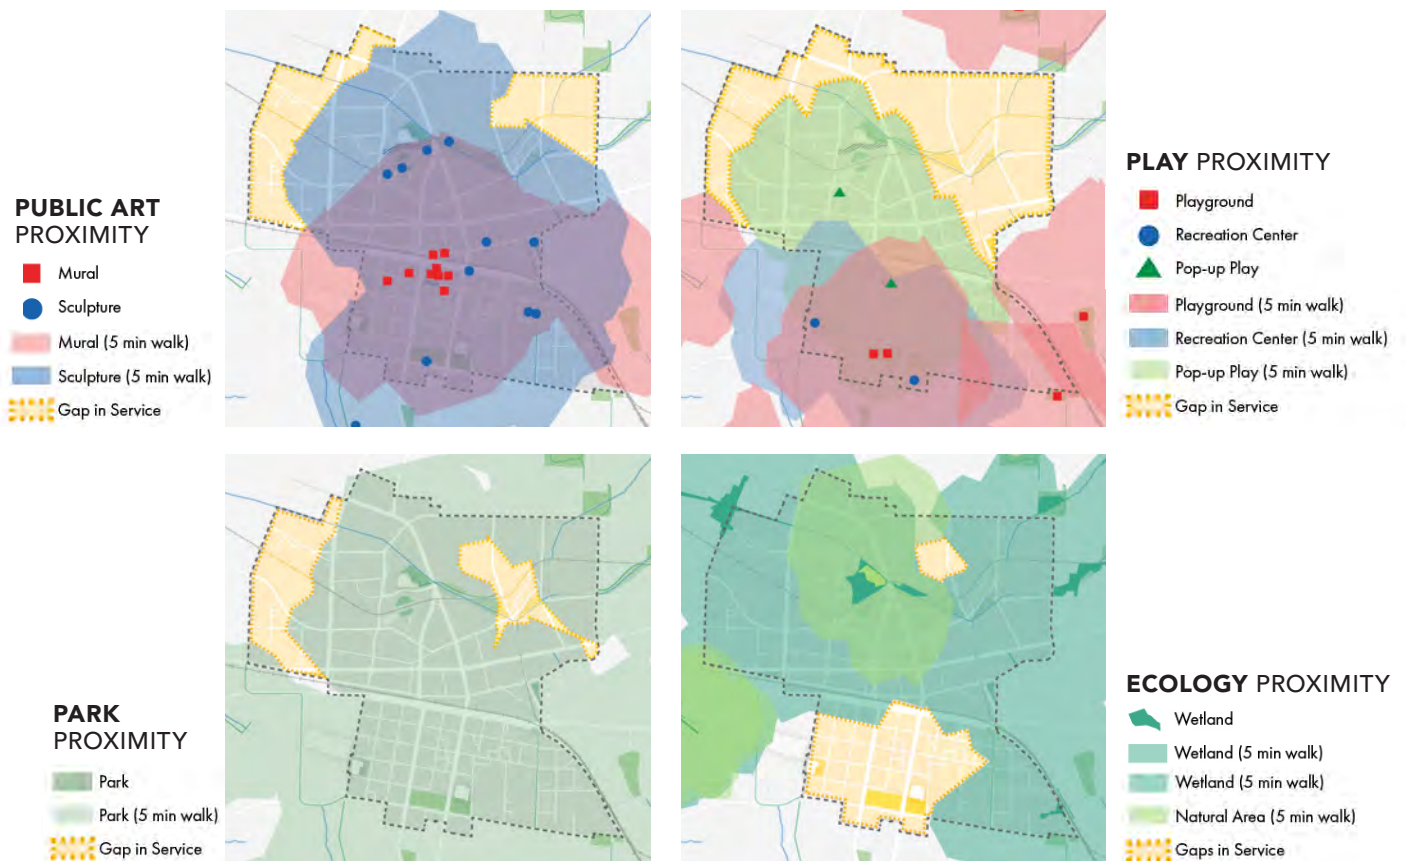 PUBLIC ART
PROXIMITY
Mural
Sculpture
Mural (5 min walk)
Sculpture (5 min walk)
Gap in Service
PLAY PROXIMITY
Playground
Recreation Center
Pop-up Play
Playground (5 min walk)
Recreation Center (5 min walk)
Pop-up Play (5 min walk)
Gap in Service
PARK
PROXIMITY
Park
Park (5 min walk)
Gap in Service
ECOLOGY PROXIMITY
Wetland
Wetland (5 min walk)
Wetland (5 min walk)
Natural Area (5 min walk)
Gaps in Service